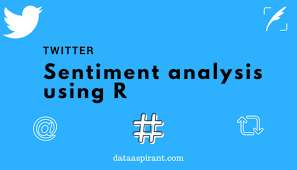 TWITTER
Sentiment analysis
using R
@
#
dataaspirant.com